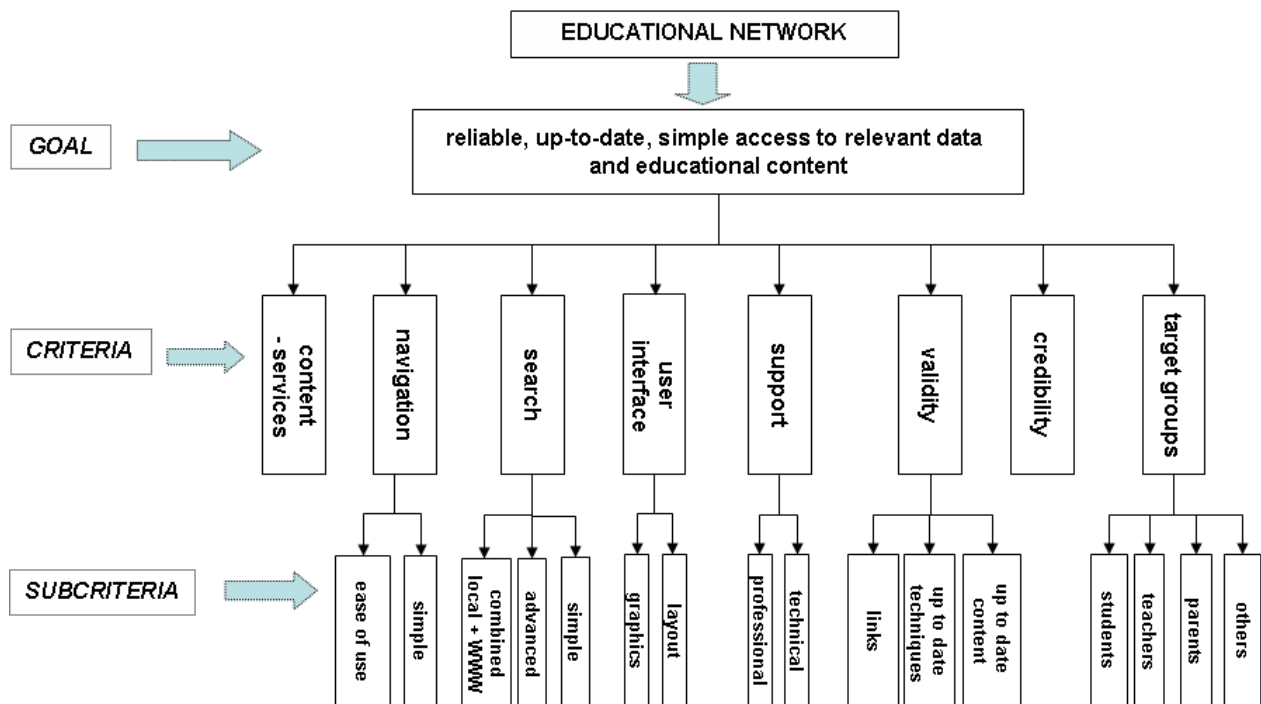 EDUCATIONAL NETWORK
GOAL
reliable, up-to-date, simple access to relevant data
and educational content
CRITERIA
content
- services
navigation
search
user
interface
support
validity
credibility
target groups
SUBCRITERIA
ease of use
simple
combined
local + WWW
advanced
simple
graphics
layout
professional
technical
links
up to date
techniques
up to date
content
students
teachers
parents
others